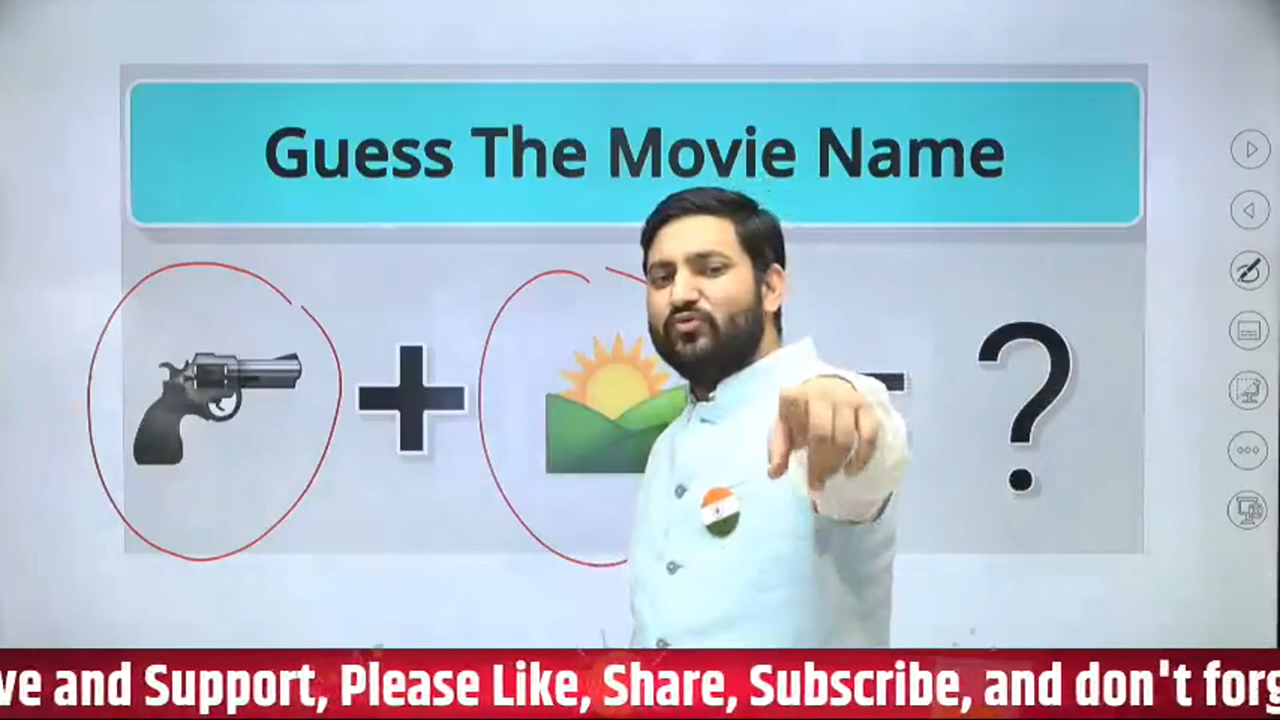 Guess The Movie Name
+
?
ve and Support, Please Like, Share, Subscribe, and don't forg